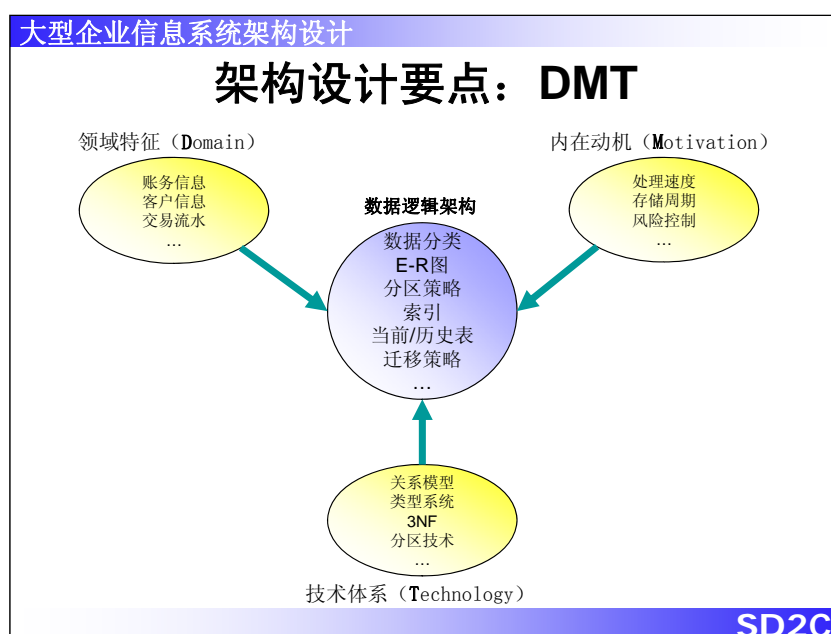 大型企业信息系统架构设计
架构设计要点：DMT
领域特征（Domain）
账务信息
客户信息
交易流水
…
内在动机（Motivation）
处理速度
存储周期
风险控制
…
数据逻辑架构
数据分类
E-R图
分区策略
索引
当前/历史表
迁移策略
…
关系模型
类型系统
3NF
分区技术
…
技术体系（Technology）
SD2C